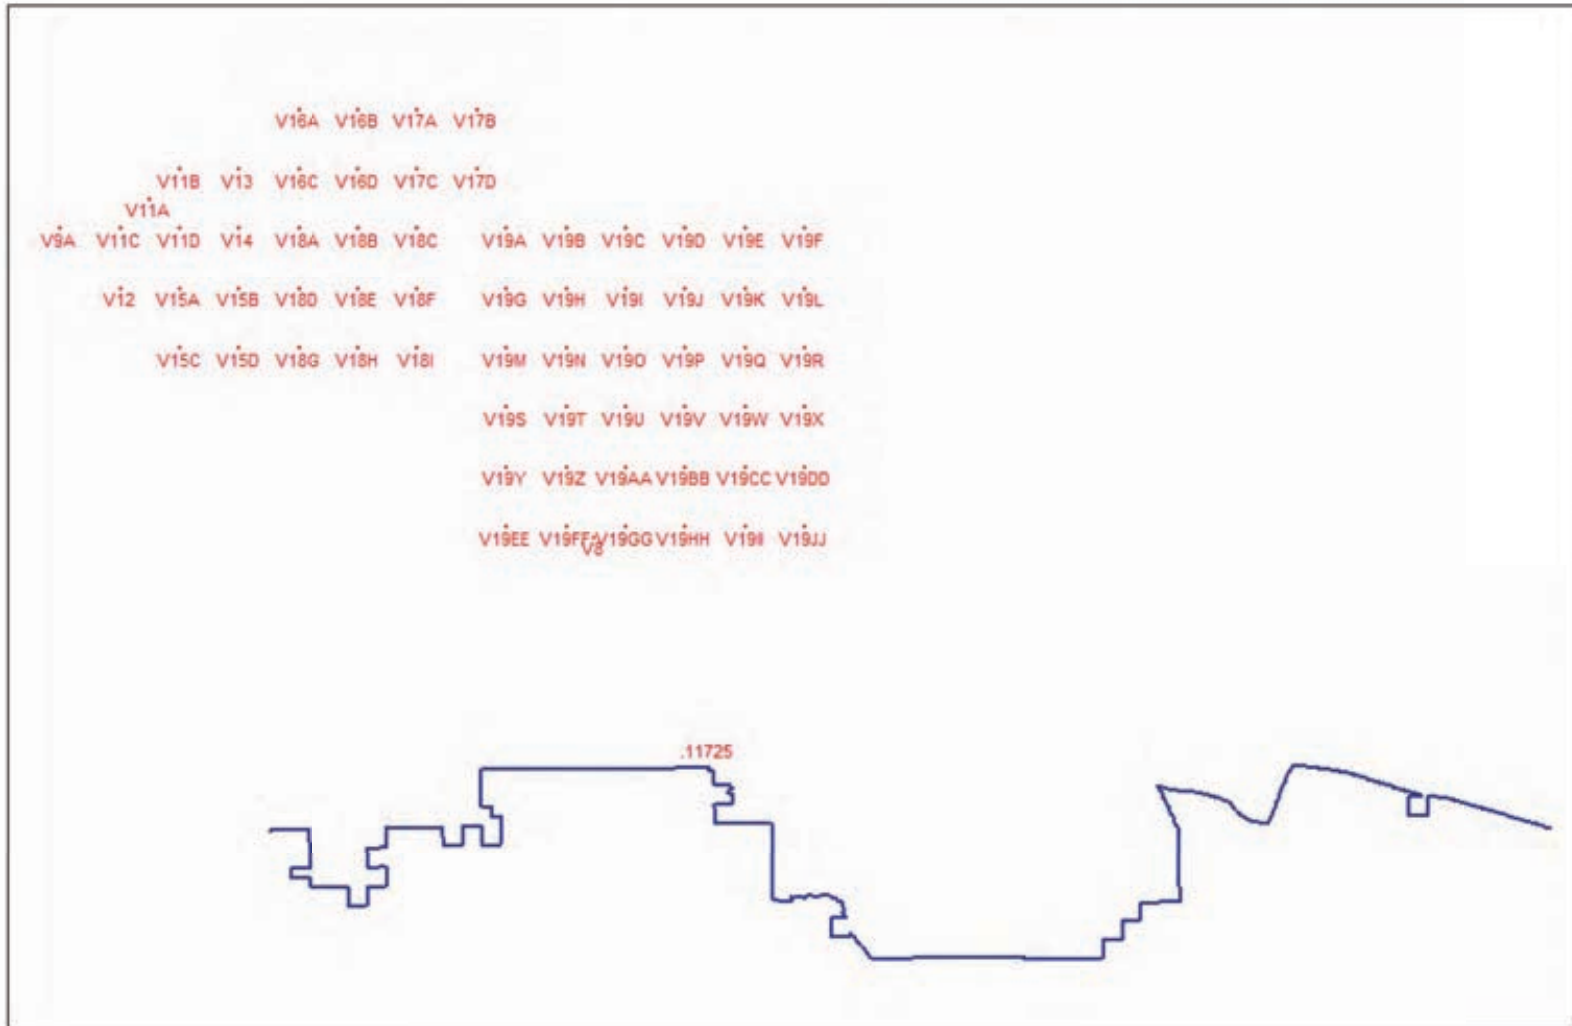 V16A V16B V17A V17B
V11B V13 V16C V16D V17C V17D
V11A
V9A V11C V11D V14 V18A V18B V18C V19A V19B V19C V19D V19E V19F
V12 V15A V15B V18D V18E V18F V19G V19H V19I V19J V19K V19L
V15C V15D V18G V18H V18I V19M V19N V19O V19P V19Q V19R
V19S V19T V19U V19V V19W V19X
V19Y V19Z V19AA V19BB V19CC V19DD
V19EE V19FF V19GG V19HH V19II V19JJ
V8
.11725